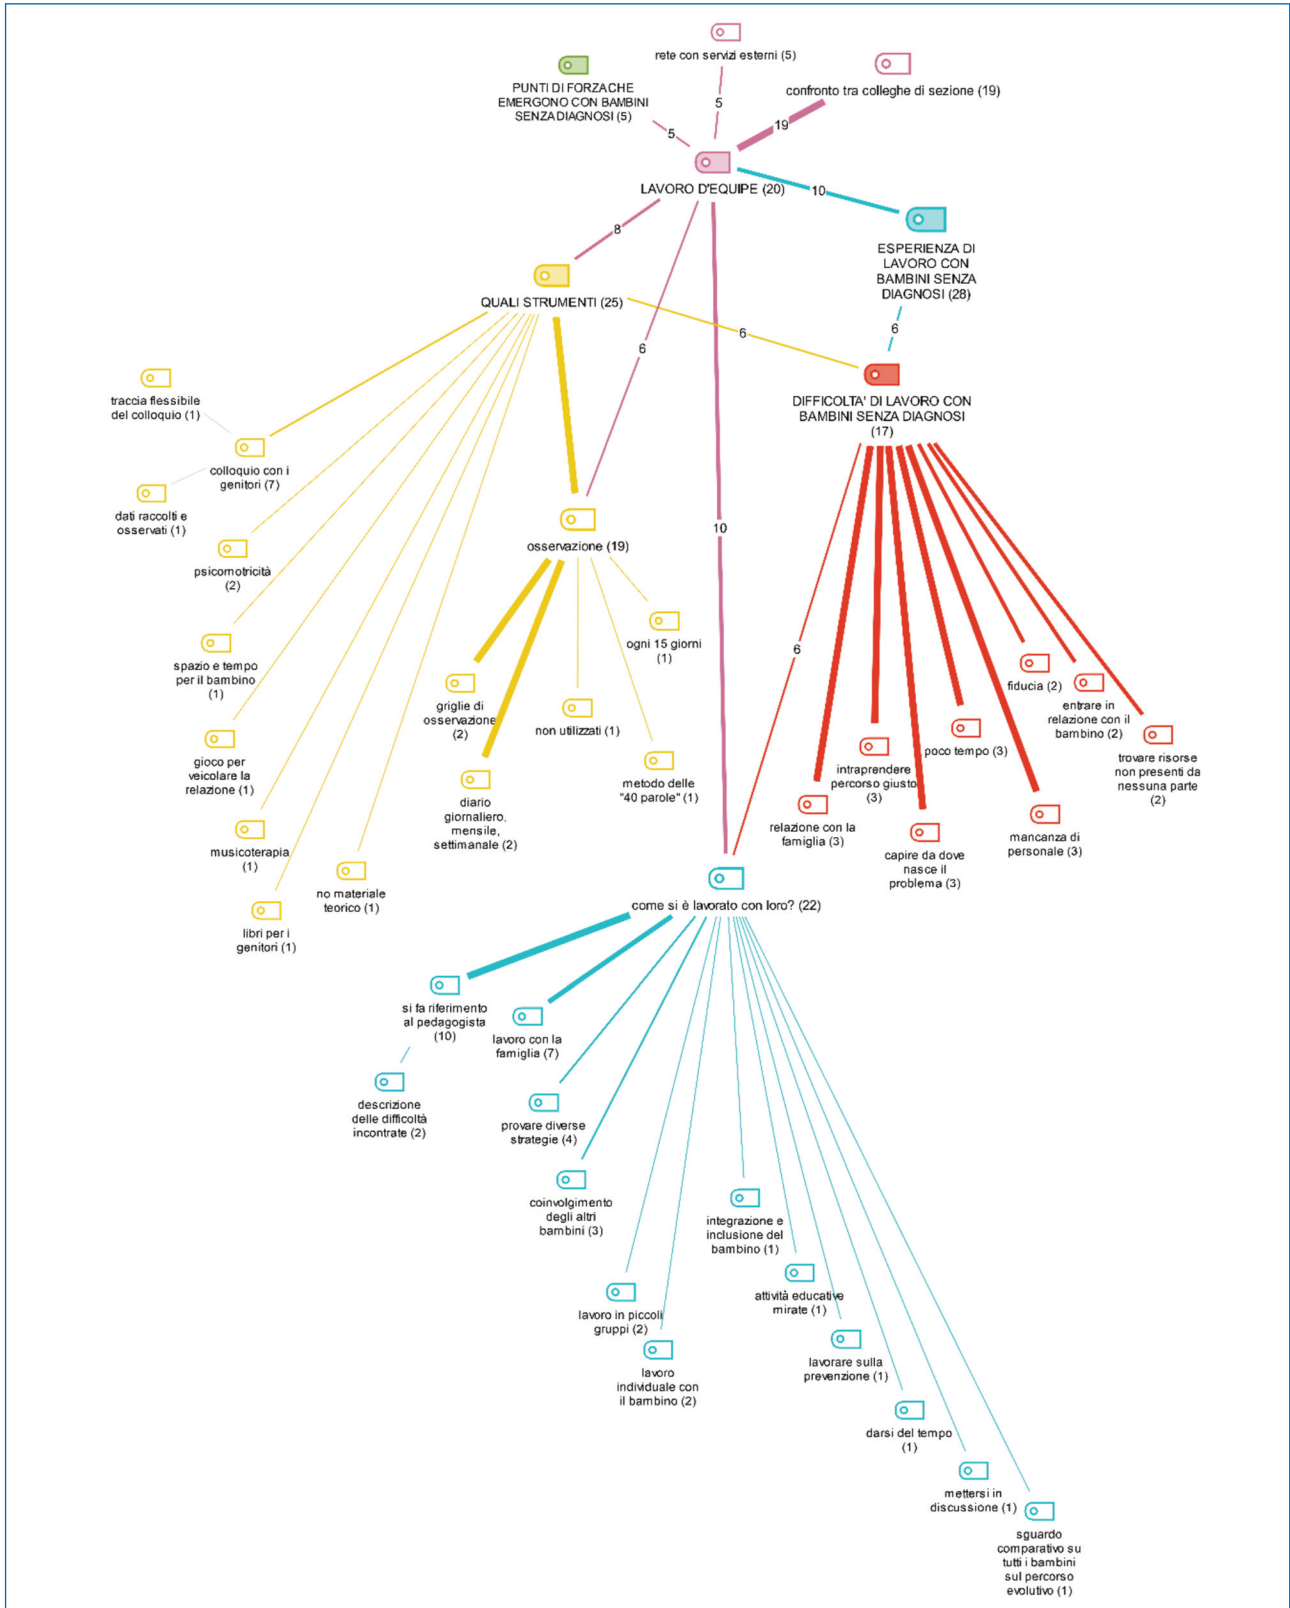 rete con servizi esterni (5)
PUNTI DI FORZA CHE
EMERGONO CON BAMBINI
SENZA DIAGNOSI (5)
confronto tra colleghe di sezione (19)
5
5
19
LAVORO D'EQUIPE (20)
10
8
ESPERIENZA DI
LAVORO CON
BAMBINI SENZA
DIAGNOSI (28)
QUALI STRUMENTI (25)
6
6
6
DIFFICOLTA' DI LAVORO CON
BAMBINI SENZA DIAGNOSI
(17)
traccia flessibile
del colloquio (1)
colloquio con i
genitori (7)
dati raccolti e
osservati (1)
10
osservazione (19)
psicomotricità
(2)
spazio e tempo
per il bambino
(1)
ogni 15 giorni
(1)
6
griglie di
osservazione
(2)
non utilizzati (1)
fiducia (2)
entrare in
relazione con il
bambino (2)
poco tempo (3)
trovare risorse
non presenti da
nessuna parte
(2)
gioco per
veicolare la
relazione (1)
intraprendere
percorso giusto
(3)
metodo delle
"40 parole" (1)
diario
giornaliero,
mensile,
settimanale (2)
relazione con la
famiglia (3)
mancanza di
personale (3)
capire da dove
nasce il
problema (3)
musicoterapia
(1)
no materiale
teorico (1)
libri per i
genitori (1)
come si è lavorato con loro? (22)
si fa riferimento
al pedagogista
(10)
lavoro con la
famiglia (7)
descrizione
delle difficoltà
incontrate (2)
provare diverse
strategie (4)
coinvolgimento
degli altri
bambini (3)
integrazione e
inclusione del
bambino (1)
attività educative
mirate (1)
lavoro in piccoli
gruppi (2)
lavorare sulla
prevenzione (1)
lavoro
individuale con
il bambino (2)
darsi del tempo
(1)
mettersi in
discussione (1)
sguardo
comparativo su
tutti i bambini
sul percorso
evolutivo (1)